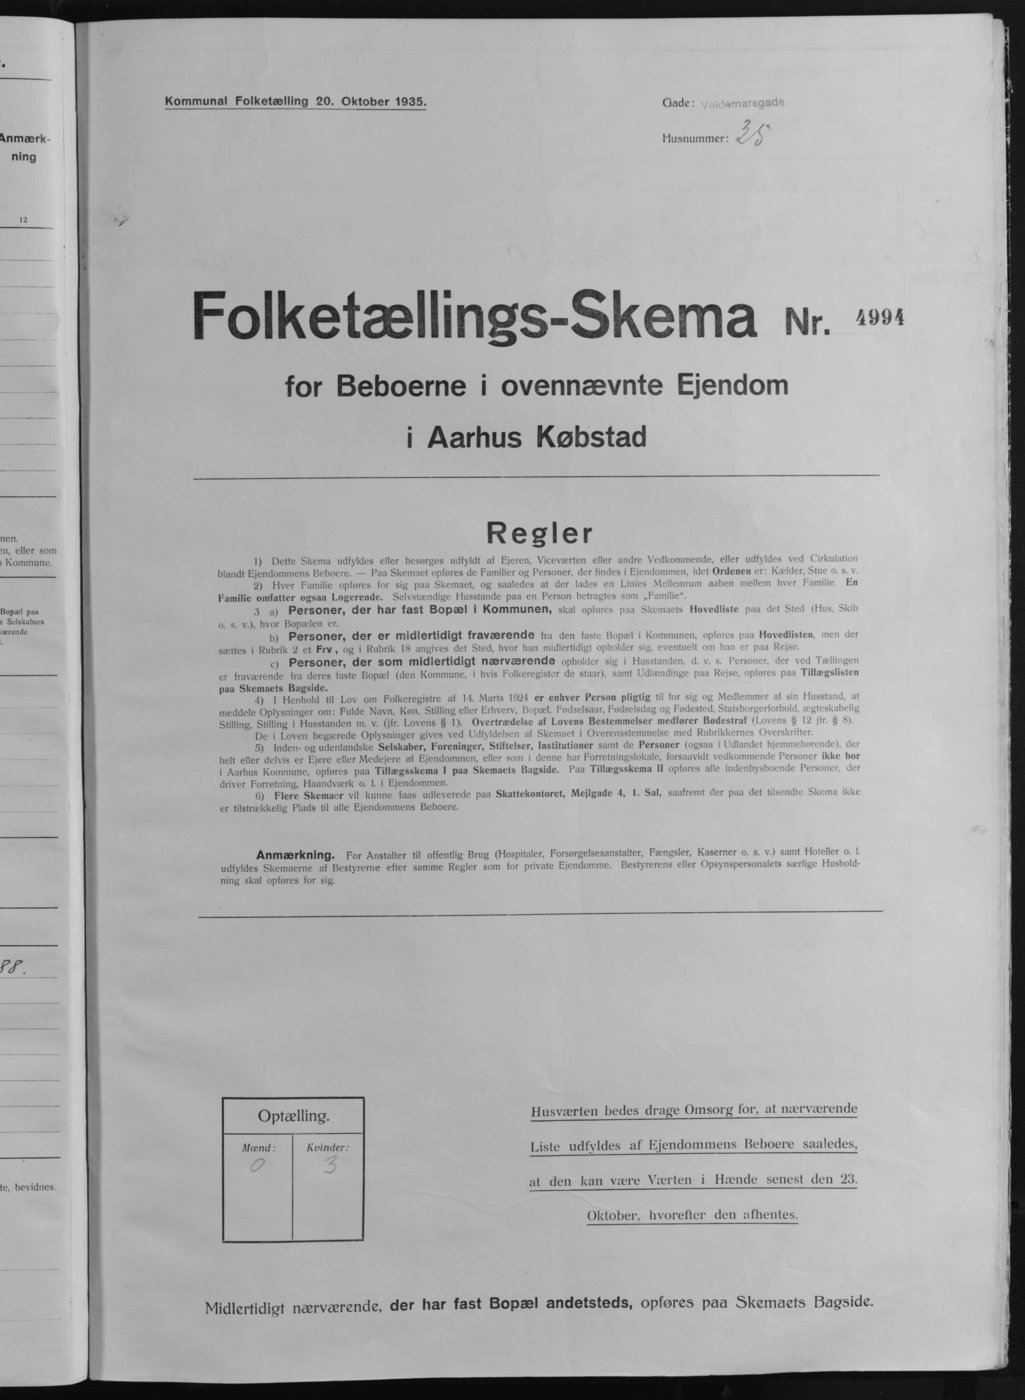 Anmærk-
ning
12
men.
en, eller som
s Kommune.
Bopæl paa
e Selskabers
værende
88.
te, bevidnes.
Kommunal Folketælling 20. Oktober 1935.
Gade: Valdemarsgade
Husnummer: 35
Folketællings-Skema Nr. 4994
for Beboerne i ovennævnte Ejendom
i Aarhus Købstad
Regler
1) Dette Skema udfyldes eller besørges udfyldt af Ejeren, Viceværten eller andre Vedkommende, eller udfyldes ved Cirkulation
blandt Ejendommens Beboere. — Paa Skemaet opføres de Familier og Personer, der findes i Ejendommen, idet Ordenen er: Kælder, Stue o. s. v.
2) Hver Familie opføres for sig paa Skemaet, og saaledes at der lades en Linies Mellemrum aaben mellem hver Familie. En
Familie omfatter ogsaa Logerende. Selvstændige Husstande paa en Person betragtes som „Familie“.
3 a) Personer, der har fast Bopæl i Kommunen, skal opføres paa Skemaets Hovedliste paa det Sted (Hus, Skib
o. s. v.), hvor Bopælen er.
b) Personer, der er midlertidigt fraværende fra den faste Bopæl i Kommunen, opføres paa Hovedlisten, men der
sættes i Rubrik 2 et Frv, og i Rubrik 18 angives det Sted, hvor han midlertidigt opholder sig, eventuelt om han er paa Rejse.
c) Personer, der som midlertidigt nærværende opholder sig i Husstanden, d. v. s. Personer, der ved Tællingen
er fraværende fra deres faste Bopæl (den Kommune, i hvis Folkeregister de staar), samt Udlændinge paa Rejse, opføres paa Tillægslisten
paa Skemaets Bagside.
4) I Henhold til Lov om Folkeregistre af 14. Marts 1924 er enhver Person pligtig til for sig og Medlemmer af sin Husstand, at
meddele Oplysninger om: Fulde Navn, Køn, Stilling eller Erhverv, Bopæl, Fødselsaar, Fødselsdag og Fødested, Statsborgerforhold, ægteskabelig
Stilling, Stilling i Husstanden m. v. (jfr. Lovens § 1). Overtrædelse af Lovens Bestemmelser medfører Bødestraf (Lovens § 12 jfr. § 8).
De i Loven begærede Oplysninger gives ved Udfyldelsen af Skemaet i Overensstemmelse med Rubrikkernes Overskrifter.
5) Inden- og udenlandske Selskaber, Foreninger, Stiftelser, Institutioner samt de Personer (ogsaa i Udlandet hjemmehørende), der
helt eller delvis er Ejere eller Medejere af Ejendommen, eller som i denne har Forretningslokale, forsaavidt vedkommende Personer ikke bor
i Aarhus Kommune, opføres paa Tillægsskema I paa Skemaets Bagside. Paa Tillægsskema II opføres alle indenbysboende Personer, der
driver Forretning, Haandværk o. l. i Ejendommen.
6) Flere Skemaer vil kunne faas udleverede paa Skattekontoret, Mejlgade 4, 1. Sal, saafremt der paa det tilsendte Skema ikke
er tilstrækkelig Plads til alle Ejendommens Beboere.
Anmærkning. For Anstalter til offentlig Brug (Hospitaler, Forsørgelsesanstalter, Fængsler, Kaserner o. s. v.) samt Hoteller o. l.
udfyldes Skemaerne af Bestyrerne efter samme Regler som for private Ejendomme. Bestyrerens eller Opsynspersonalets særlige Hushold-
ning skal opføres for sig.
Optælling.
Mænd: Kvinder:
0 3
Husværten bedes drage Omsorg for, at nærværende
Liste udfyldes af Ejendommens Beboere saaledes,
at den kan være Værten i Hænde senest den 23.
Oktober, hvorefter den afhentes.
Midlertidigt nærværende, der har fast Bopæl andetsteds, opføres paa Skemaets Bagside.